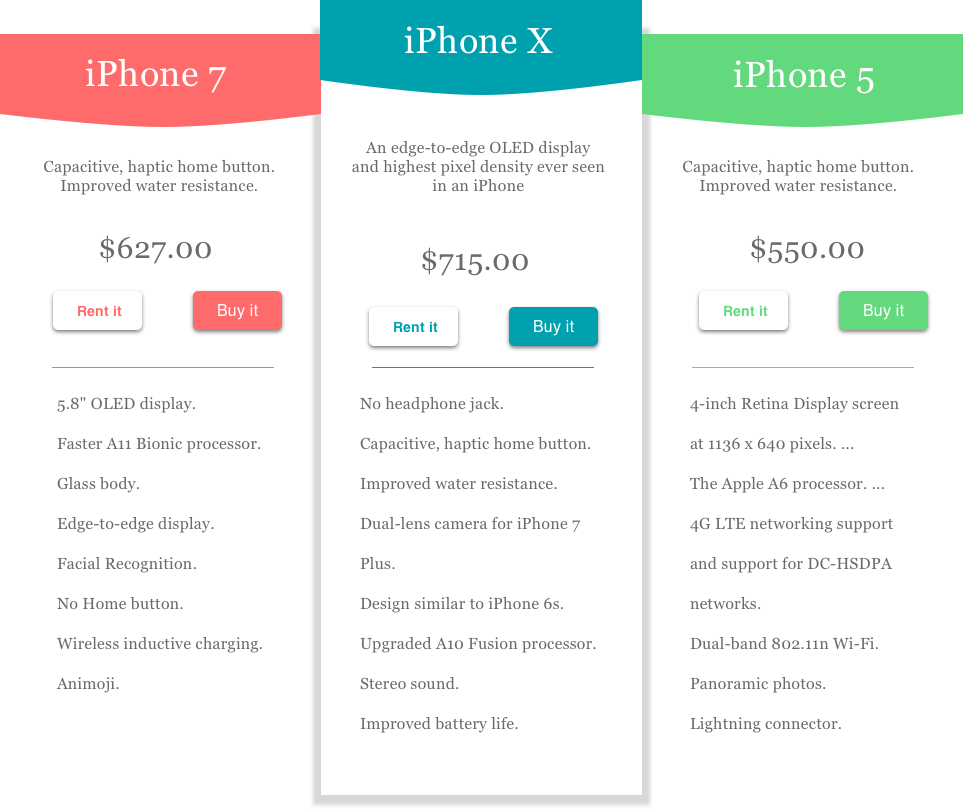 iPhone 7
Capacitive, haptic home button.
Improved water resistance.
$627.00
Rent it
Buy it
5.8" OLED display.
Faster A11 Bionic processor.
Glass body.
Edge-to-edge display.
Facial Recognition.
No Home button.
Wireless inductive charging.
Animoji.
iPhone X
An edge-to-edge OLED display
and highest pixel density ever seen
in an iPhone
$715.00
Rent it
Buy it
No headphone jack.
Capacitive, haptic home button.
Improved water resistance.
Dual-lens camera for iPhone 7
Plus.
Design similar to iPhone 6s.
Upgraded A10 Fusion processor.
Stereo sound.
Improved battery life.
iPhone 5
Capacitive, haptic home button.
Improved water resistance.
$550.00
Rent it
Buy it
4-inch Retina Display screen
at 1136 x 640 pixels. ...
The Apple A6 processor. ...
4G LTE networking support
and support for DC-HSDPA
networks.
Dual-band 802.11n Wi-Fi.
Panoramic photos.
Lightning connector.